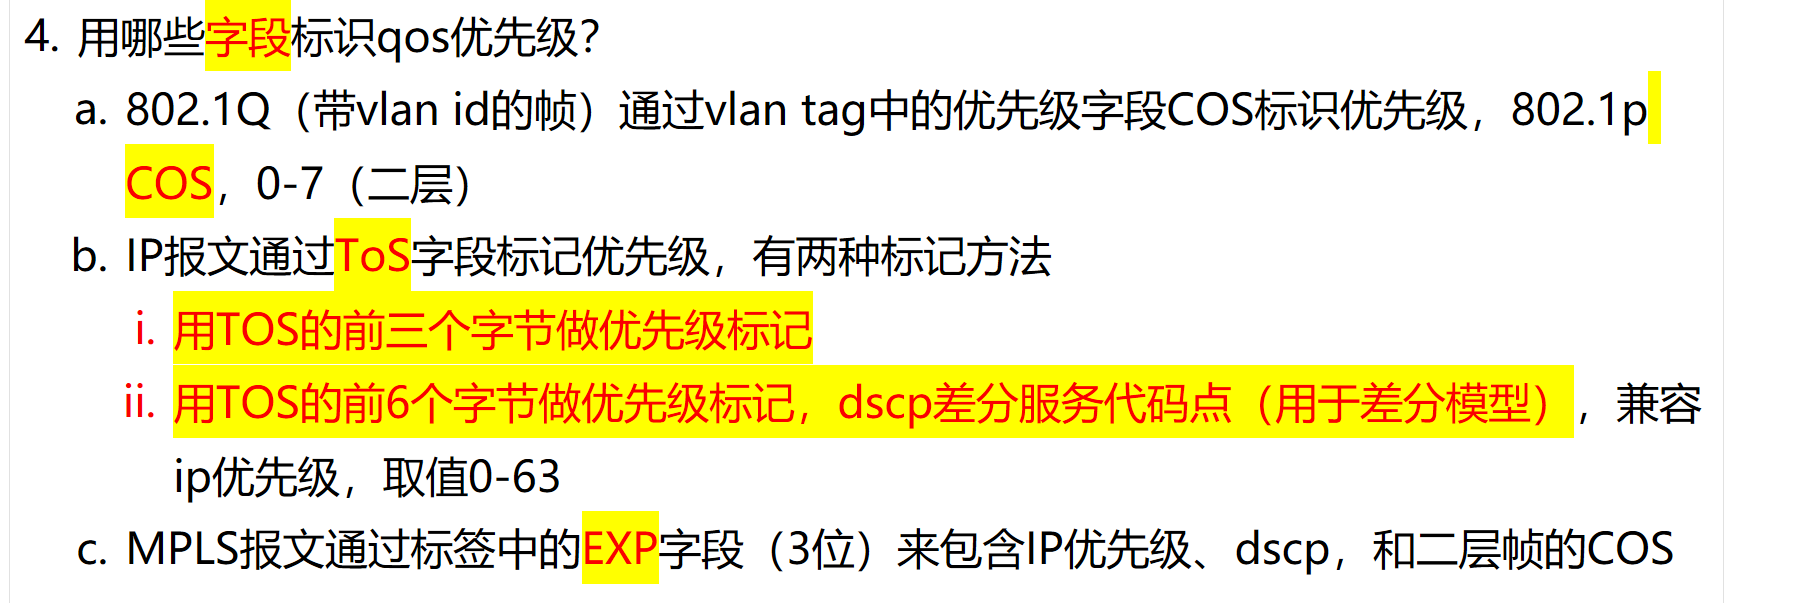 4. 用哪些字段标识qos优先级？
a. 802.1Q（带vlan id的帧）通过vlan tag中的优先级字段COS标识优先级，802.1p
COS，0-7（二层）
b. IP报文通过ToS字段标记优先级，有两种标记方法
i. 用TOS的前三个字节做优先级标记
ii. 用TOS的前6个字节做优先级标记，dscp差分服务代码点（用于差分模型），兼容
ip优先级，取值0-63
c. MPLS报文通过标签中的EXP字段（3位）来包含IP优先级、dscp，和二层帧的COS